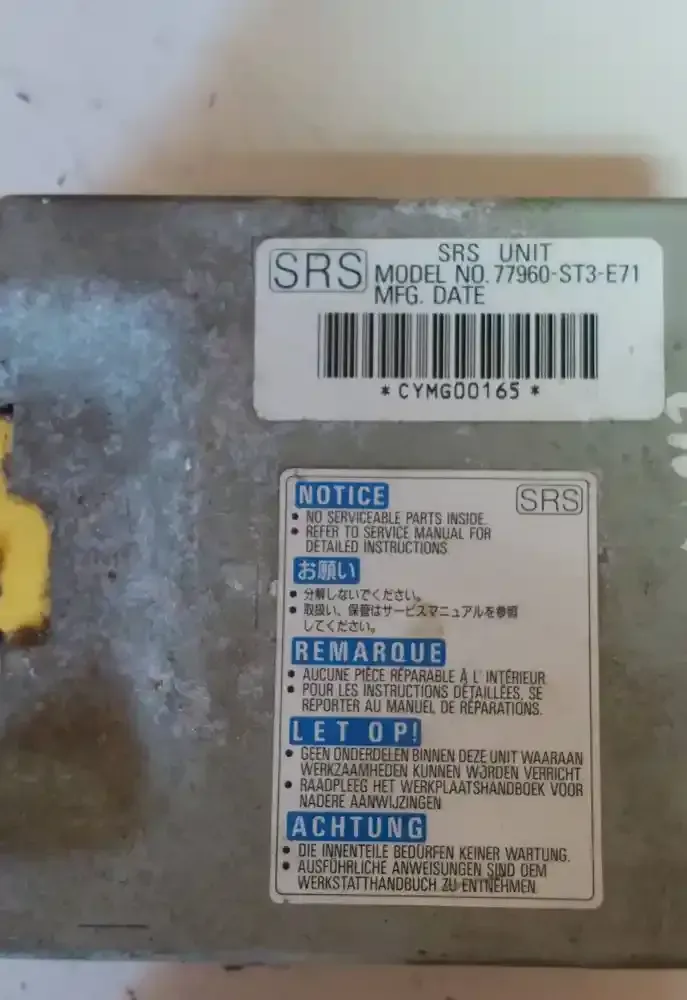 SRS
SRS UNIT
MODEL NO. 77960-ST3-E71
MFG. DATE
*CYMG00165*
NOTICE
SRS
• NO SERVICEABLE PARTS INSIDE.
• REFER TO SERVICE MANUAL FOR
DETAILED INSTRUCTIONS
お願い
• 分解しないでください。
• 取扱い、保管はサービスマニュアルを参照
してください。
REMARQUE
• AUCUNE PIÈCE RÉPARABLE À L'INTÉRIEUR
• POUR LES INSTRUCTIONS DÉTAILLÉES, SE
REPORTER AU MANUEL DE RÉPARATIONS.
LET OP!
• GEEN ONDERDELEN BINNEN DEZE UNIT WAARAAN
WERKZAAMHEDEN KUNNEN WORDEN VERRICHT
• RAADPLEEG HET WERKPLAATSHANDBOEK VOOR
NADERE AANWIJZINGEN
ACHTUNG
• DIE INNENTEILE BEDÜRFEN KEINER WARTUNG.
• AUSFÜHRLICHE ANWEISUNGEN SIND DEM
WERKSTATTHANDBUCH ZU ENTNEHMEN